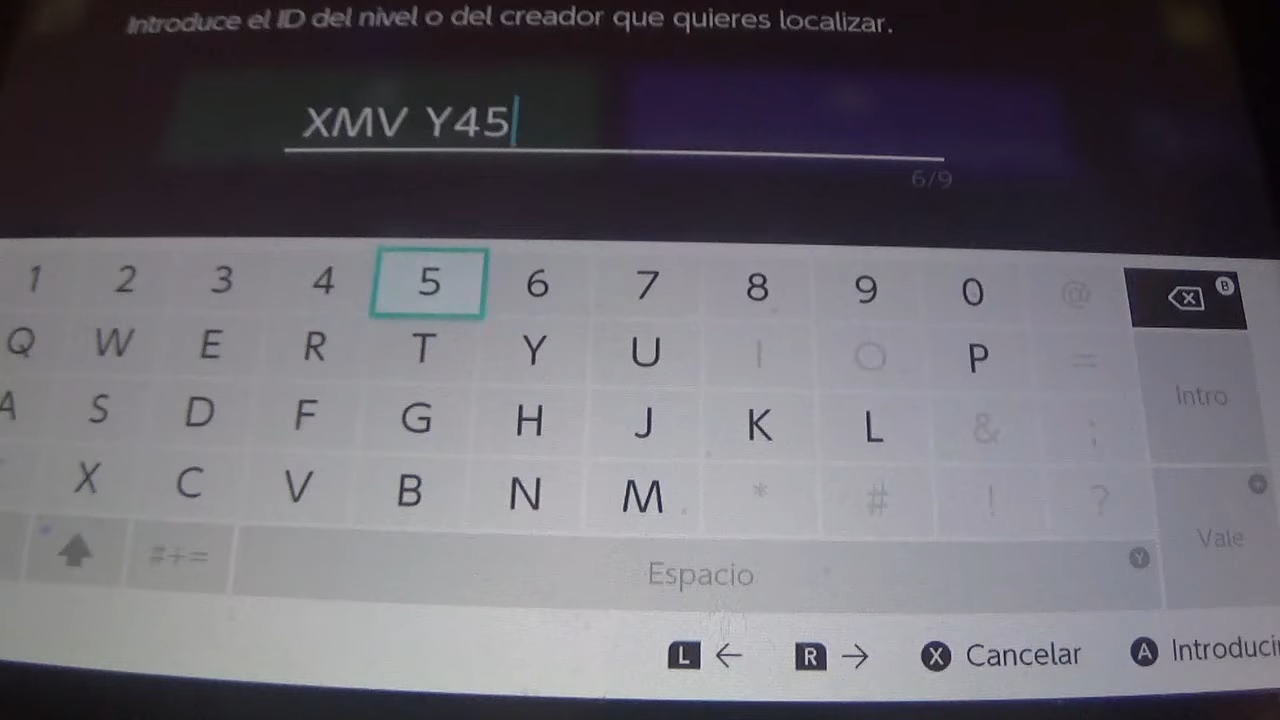 Introduce el ID del nivel o del creador que quieres localizar.
XMV Y45
6/9
1 2 3 4 5 6 7 8 9 0 @ B
Q W E R T Y U I O P =
Intro
A S D F G H J K L & ;
X C V B N M * # ! ?
+
Vale
#+=
Espacio
Y
L ← R → X Cancelar A Introducir